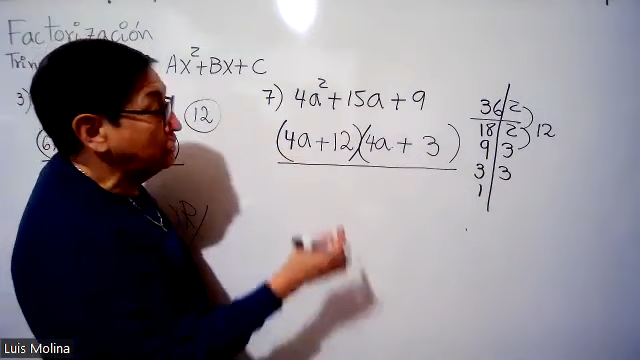 Factorización
AX²+BX+C
3)
12
7) 4a²+15a+9
(4a+12)(4a+ 3 )
36 2
18 2
12
9 3
3 3
1
Luis Molina